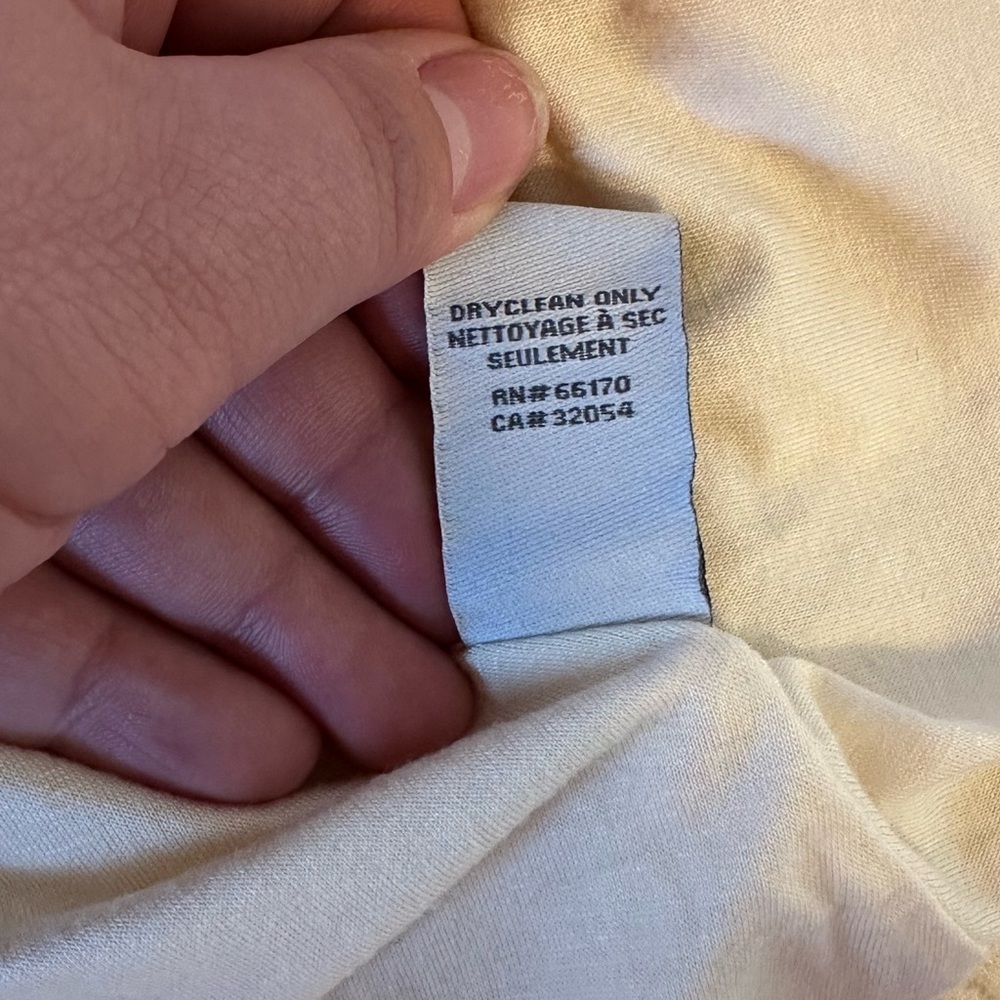 DRYCLEAN ONLY
NETTOYAGE À SEC
SEULEMENT
RN# 66170
CA# 32054